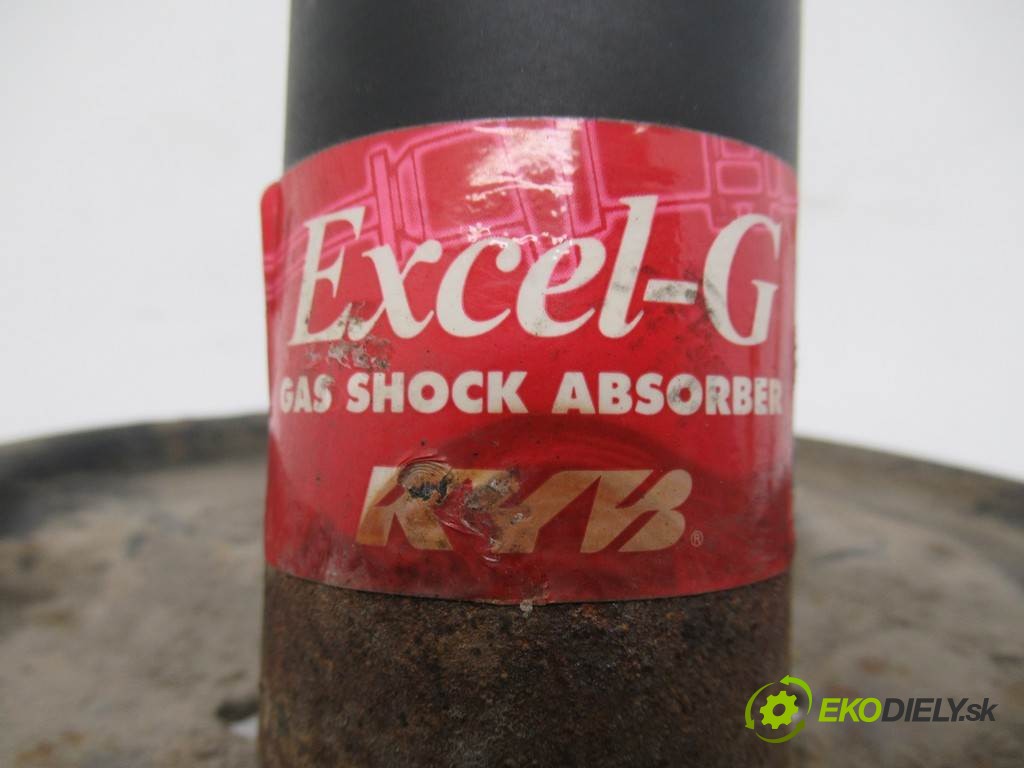 Excel-G
GAS SHOCK ABSORBER
KYB®
EKODIELY.sk